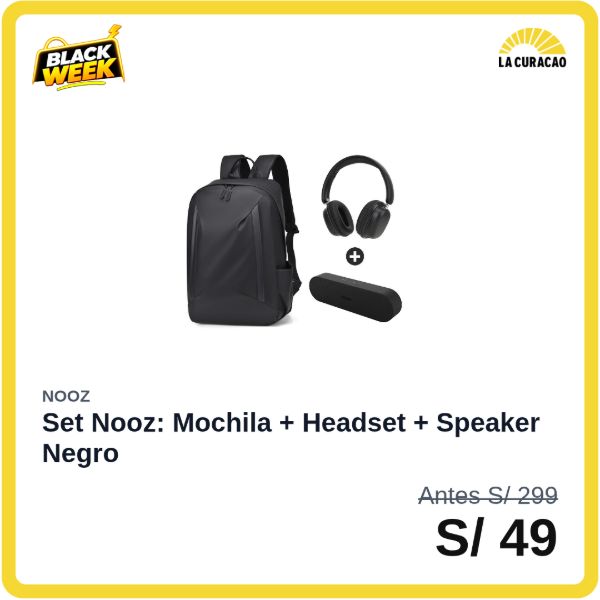 BLACK
WEEK
LA CURACAO
NOOZ
Set Nooz: Mochila + Headset + Speaker
Negro
Antes S/ 299
S/ 49